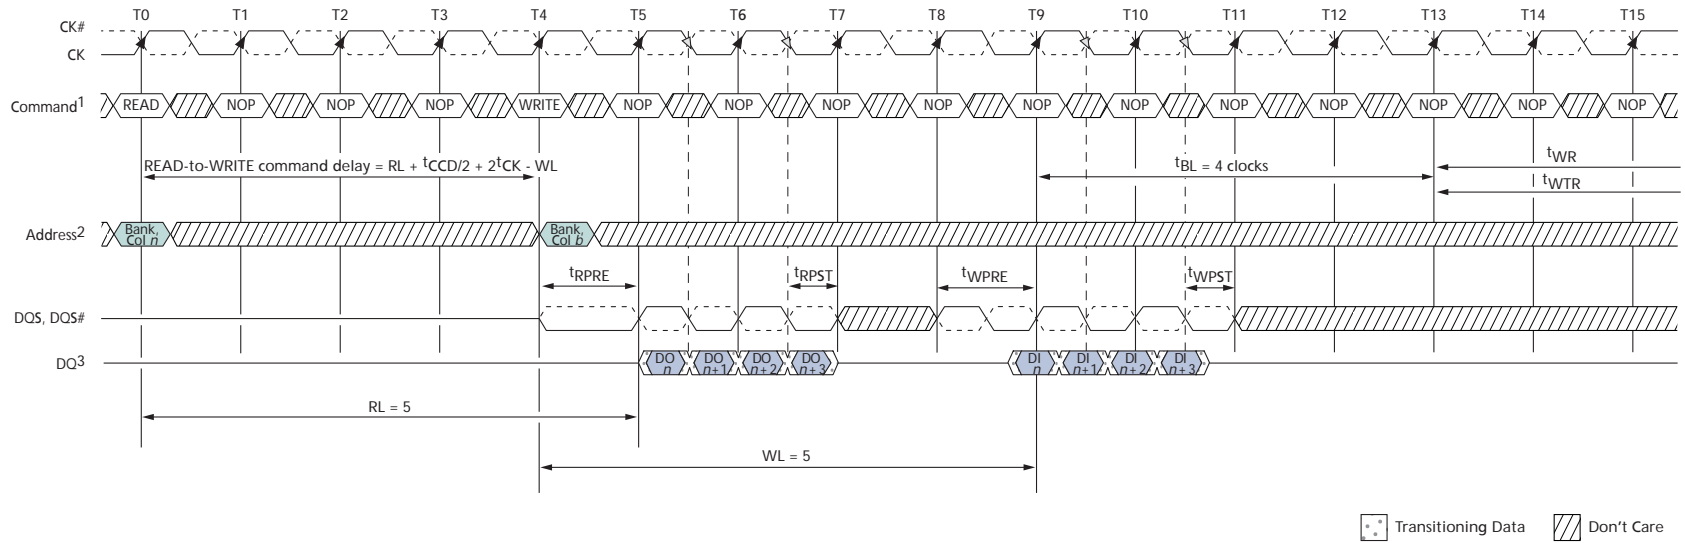 T0 T1 T2 T3 T4 T5 T6 T7 T8 T9 T10 T11 T12 T13 T14 T15
CK#
CK
Command1 READ NOP NOP NOP WRITE NOP NOP NOP NOP NOP NOP NOP NOP NOP NOP NOP
READ-to-WRITE command delay = RL + tCCD/2 + 2tCK - WL
tBL = 4 clocks
tWR
tWTR
Address2
Bank,
Col n
Bank,
Col b
tRPRE tRPST tWPRE tWPST
DQS, DQS#
DQ3
DO
n
DO
n+1
DO
n+2
DO
n+3
DI
n
DI
n+1
DI
n+2
DI
n+3
RL = 5
WL = 5
Transitioning Data
Don't Care